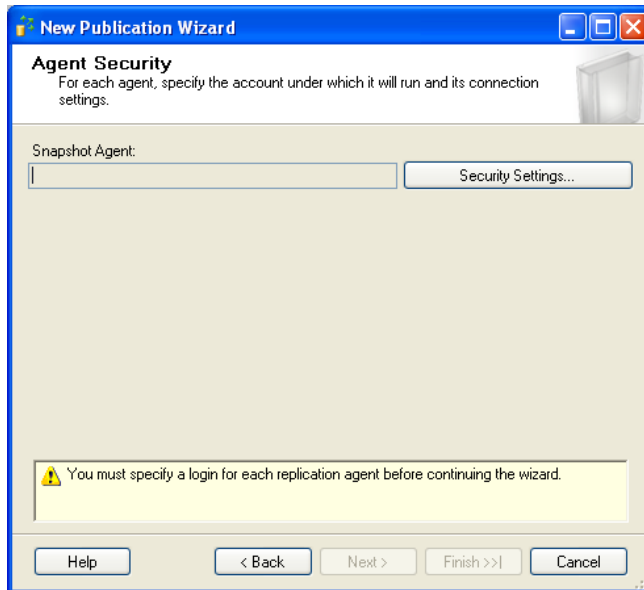 New Publication Wizard
Agent Security
For each agent, specify the account under which it will run and its connection
settings.
Snapshot Agent:
Security Settings...
You must specify a login for each replication agent before continuing the wizard.
Help
< Back
Next >
Finish >>|
Cancel